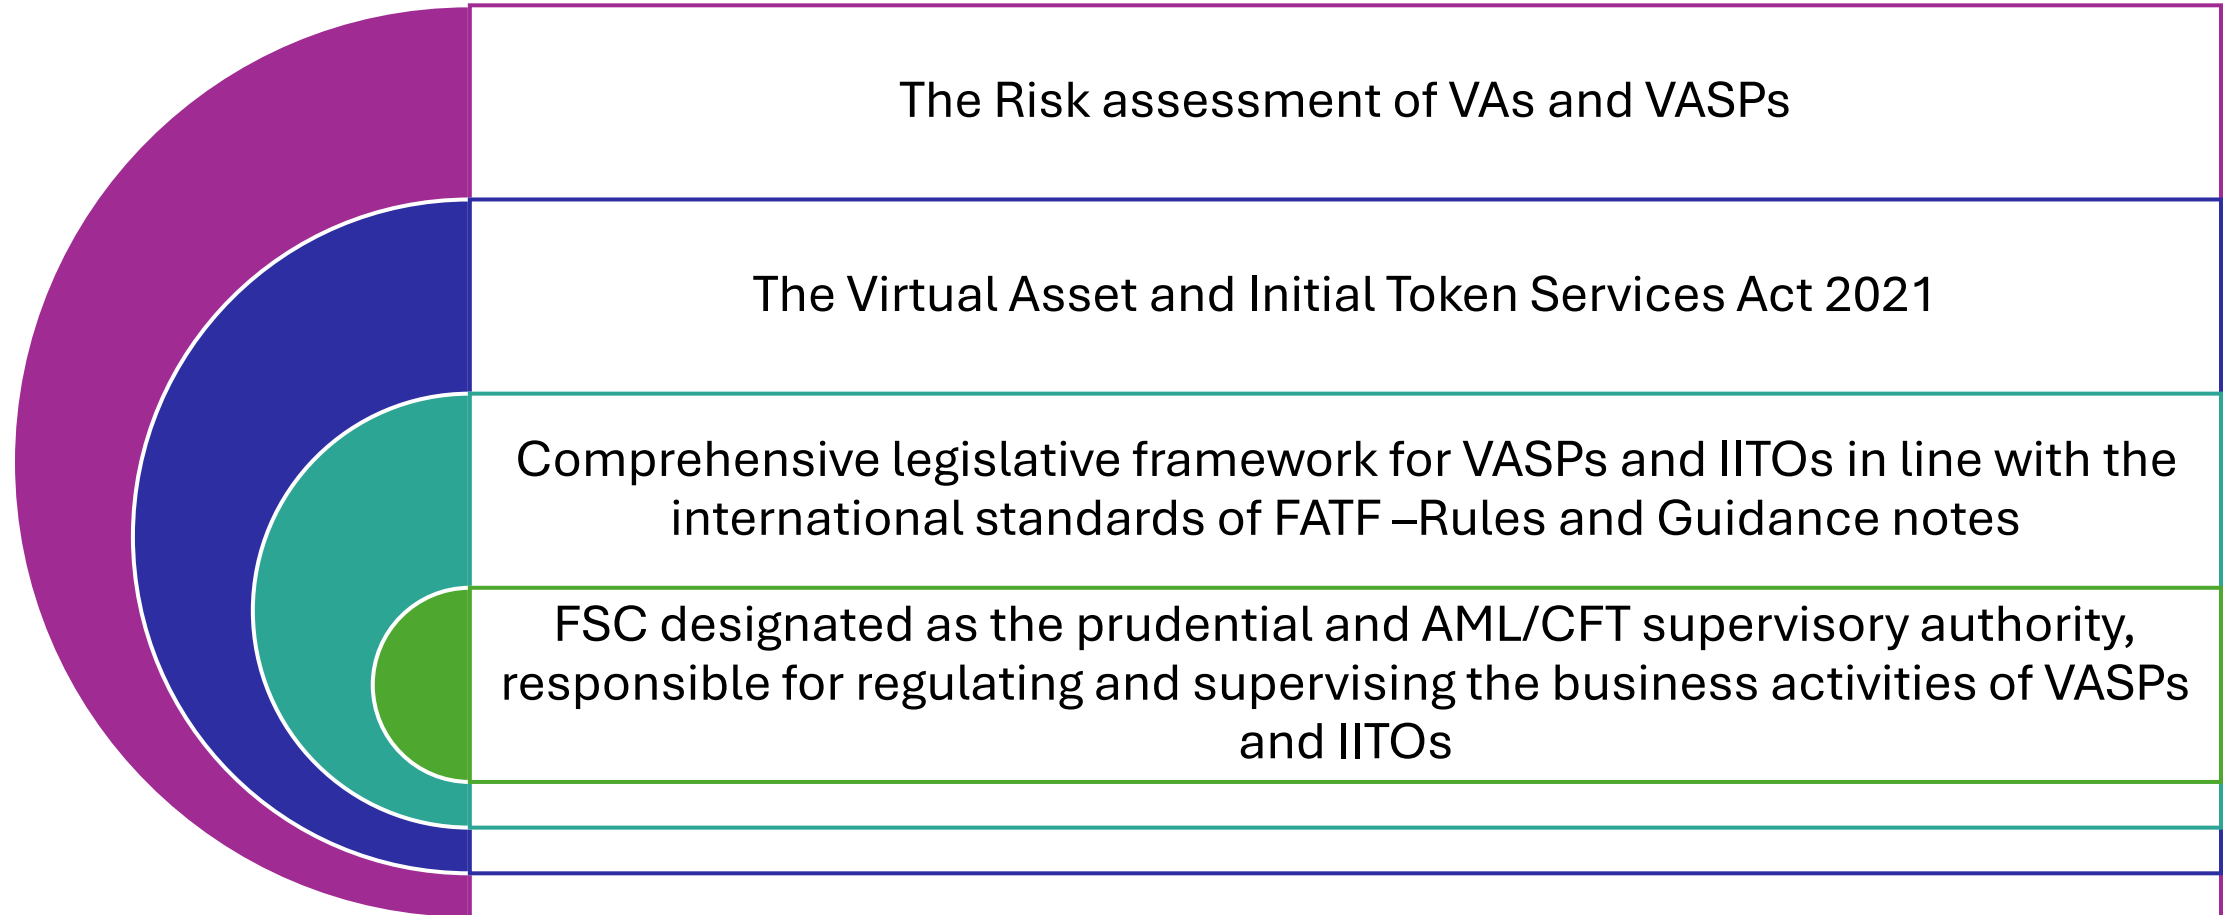 The Risk assessment of VAs and VASPs
The Virtual Asset and Initial Token Services Act 2021
Comprehensive legislative framework for VASPs and IITOs in line with the
international standards of FATF –Rules and Guidance notes
FSC designated as the prudential and AML/CFT supervisory authority,
responsible for regulating and supervising the business activities of VASPs
and IITOs